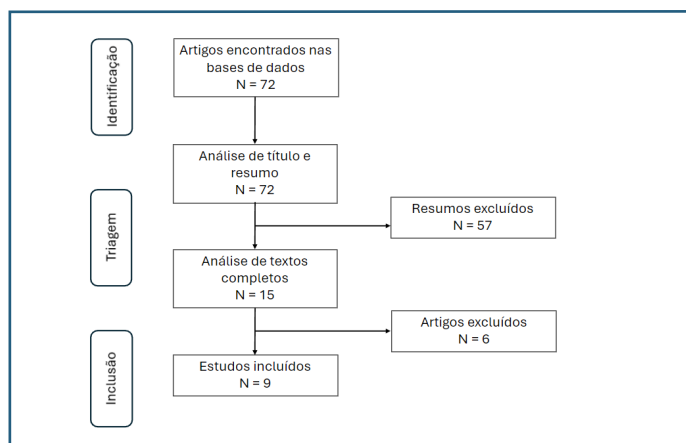 Identificação
Artigos encontrados nas
bases de dados
N = 72
Análise de título e
resumo
N = 72
Triagem
Resumos excluídos
N = 57
Análise de textos
completos
N = 15
Artigos excluídos
N = 6
Inclusão
Estudos incluídos
N = 9